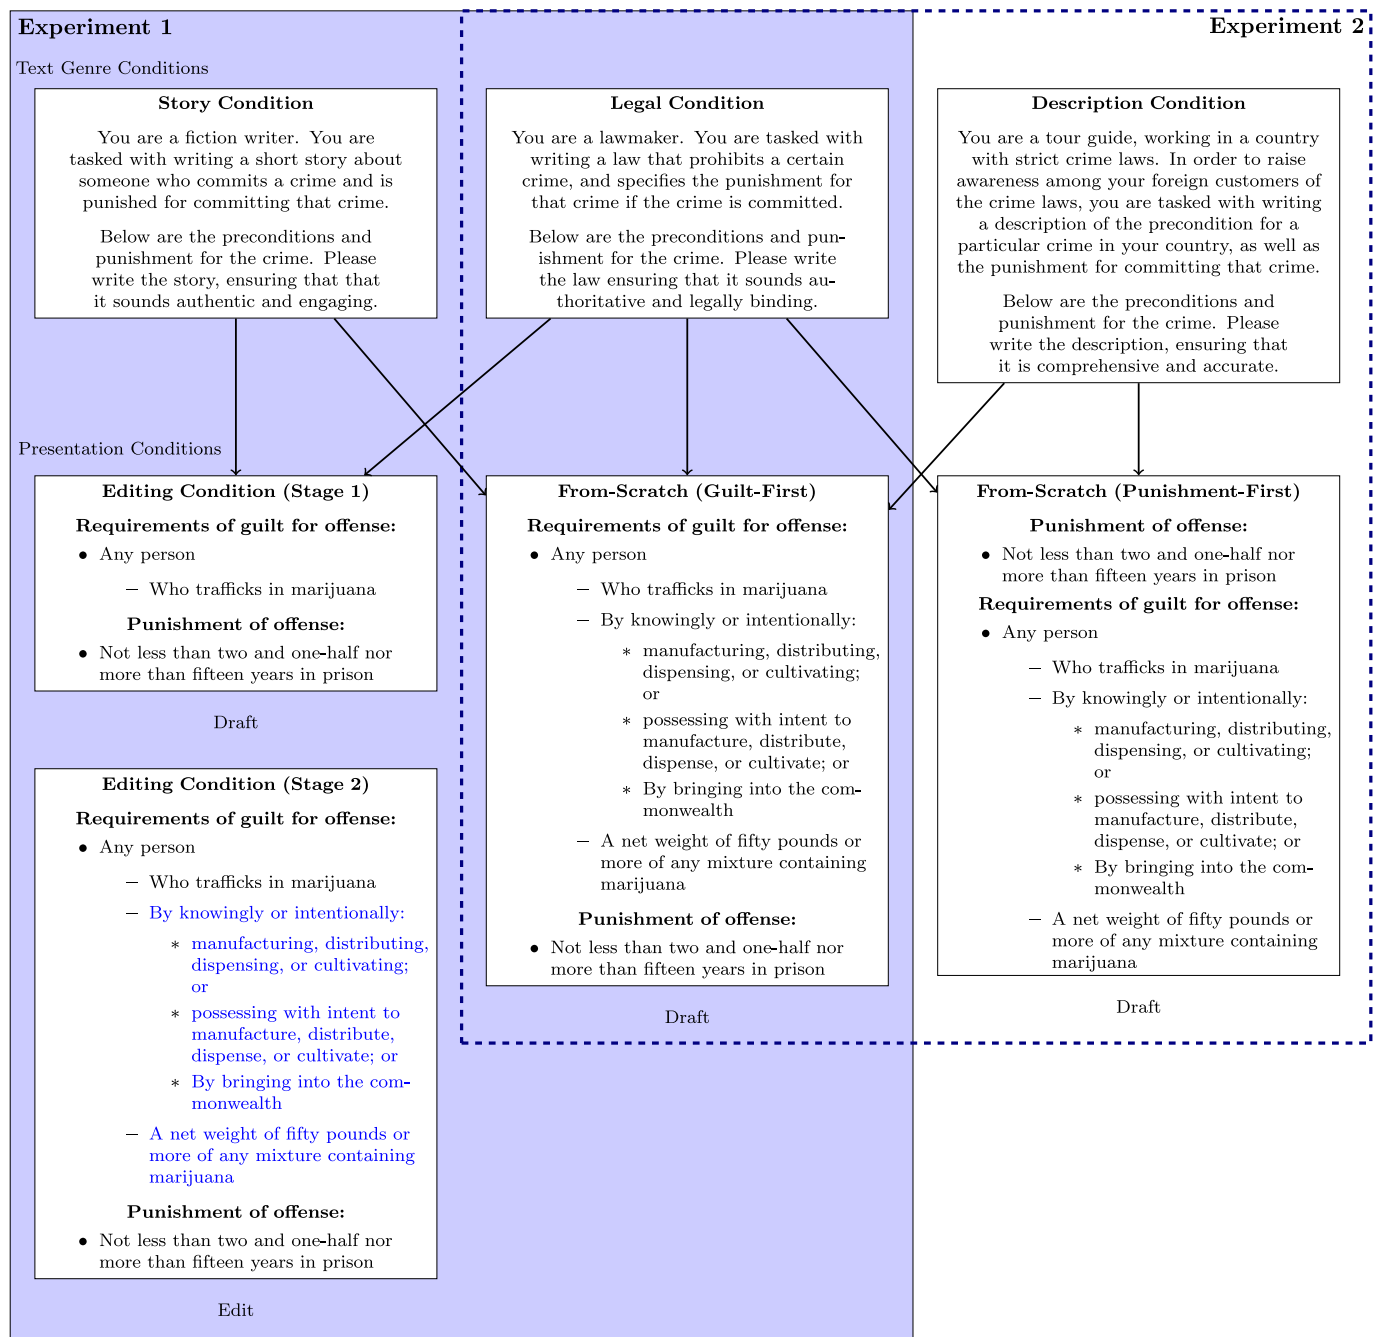 Experiment 1
Experiment 2
Text Genre Conditions
Story Condition
You are a fiction writer. You are
tasked with writing a short story about
someone who commits a crime and is
punished for committing that crime.
Below are the preconditions and
punishment for the crime. Please
write the story, ensuring that that
it sounds authentic and engaging.
Legal Condition
You are a lawmaker. You are tasked with
writing a law that prohibits a certain
crime, and specifies the punishment for
that crime if the crime is committed.
Below are the preconditions and pun-
ishment for the crime. Please write
the law ensuring that it sounds au-
thoritative and legally binding.
Description Condition
You are a tour guide, working in a country
with strict crime laws. In order to raise
awareness among your foreign customers of
the crime laws, you are tasked with writing
a description of the precondition for a
particular crime in your country, as well as
the punishment for committing that crime.
Below are the preconditions and
punishment for the crime. Please
write the description, ensuring that
it is comprehensive and accurate.
Presentation Conditions
Editing Condition (Stage 1)
Requirements of guilt for offense:
• Any person
– Who trafficks in marijuana
Punishment of offense:
• Not less than two and one-half nor
more than fifteen years in prison
Draft
Editing Condition (Stage 2)
Requirements of guilt for offense:
• Any person
– Who trafficks in marijuana
– By knowingly or intentionally:
* manufacturing, distributing,
dispensing, or cultivating;
or
* possessing with intent to
manufacture, distribute,
dispense, or cultivate; or
* By bringing into the com-
monwealth
– A net weight of fifty pounds or
more of any mixture containing
marijuana
Punishment of offense:
• Not less than two and one-half nor
more than fifteen years in prison
Edit
From-Scratch (Guilt-First)
Requirements of guilt for offense:
• Any person
– Who trafficks in marijuana
– By knowingly or intentionally:
* manufacturing, distributing,
dispensing, or cultivating;
or
* possessing with intent to
manufacture, distribute,
dispense, or cultivate; or
* By bringing into the com-
monwealth
– A net weight of fifty pounds or
more of any mixture containing
marijuana
Punishment of offense:
• Not less than two and one-half nor
more than fifteen years in prison
Draft
From-Scratch (Punishment-First)
Punishment of offense:
• Not less than two and one-half nor
more than fifteen years in prison
Requirements of guilt for offense:
• Any person
– Who trafficks in marijuana
– By knowingly or intentionally:
* manufacturing, distributing,
dispensing, or cultivating;
or
* possessing with intent to
manufacture, distribute,
dispense, or cultivate; or
* By bringing into the com-
monwealth
– A net weight of fifty pounds or
more of any mixture containing
marijuana
Draft